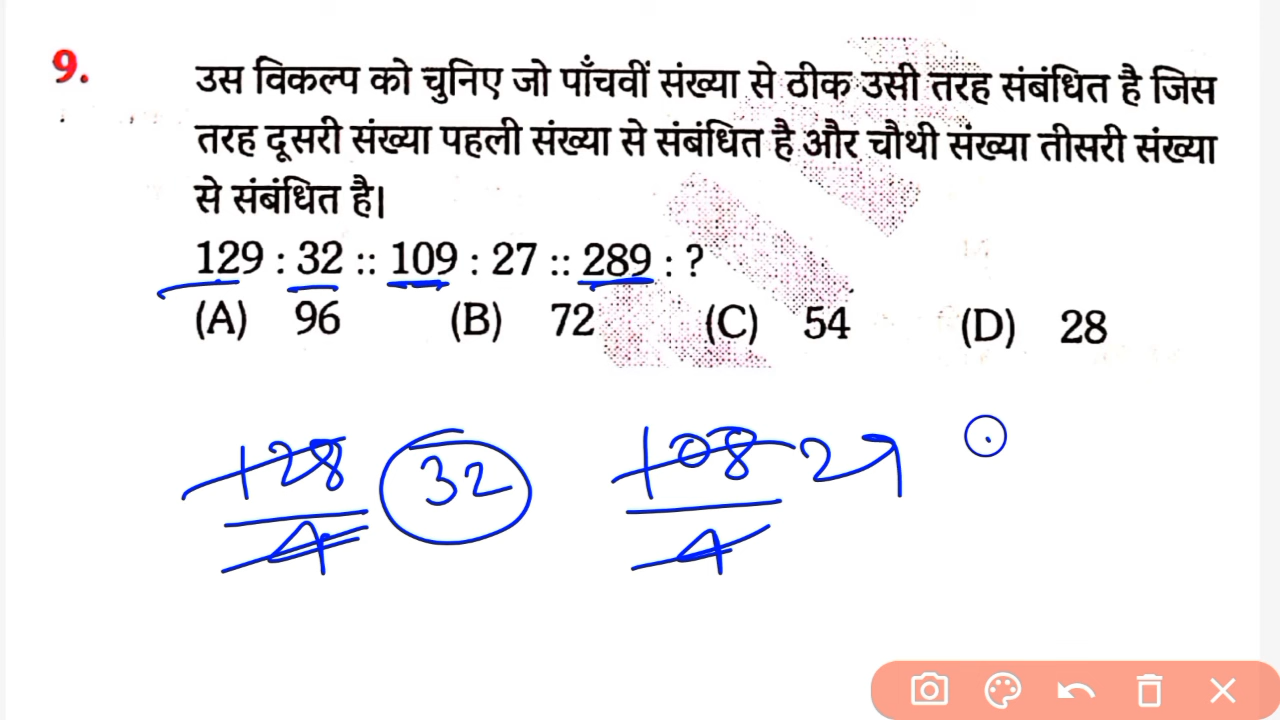 9. उस विकल्प को चुनिए जो पाँचवीं संख्या से ठीक उसी तरह संबंधित है जिस
तरह दूसरी संख्या पहली संख्या से संबंधित है और चौथी संख्या तीसरी संख्या
से संबंधित है।
129 : 32 :: 109 : 27 :: 289 : ?
(A) 96 (B) 72 (C) 54 (D) 28
128 32 108 27
4 4